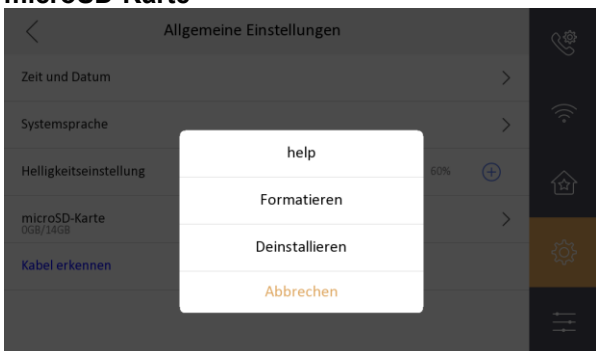 microSD-Karte
Allgemeine Einstellungen
Zeit und Datum
Systemsprache
Helligkeitseinstellung
60%
microSD-Karte
0GB/14GB
Kabel erkennen
help
Formatieren
Deinstallieren
Abbrechen